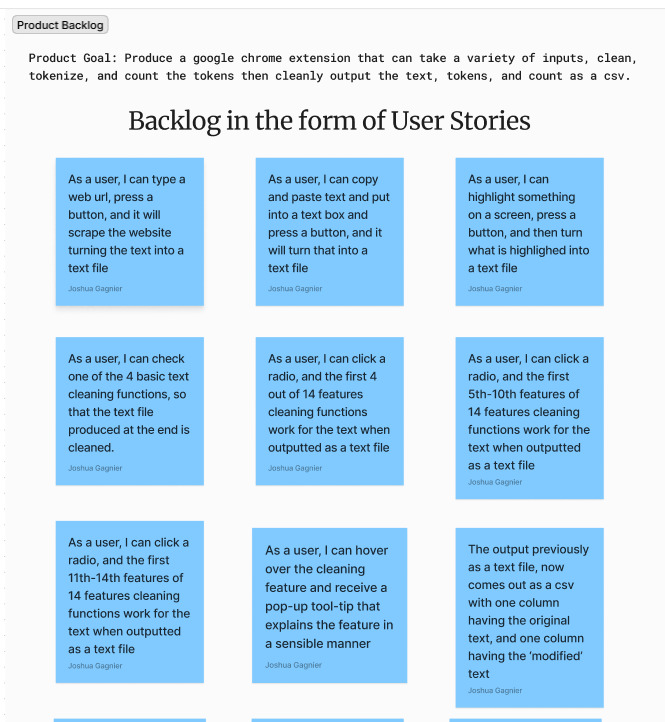 Product Backlog
Product Goal: Produce a google chrome extension that can take a variety of inputs, clean,
tokenize, and count the tokens then cleanly output the text, tokens, and count as a csv.
Backlog in the form of User Stories
As a user, I can type a
web url, press a
button, and it will
scrape the website
turning the text into a
text file
Joshua Gagnier
As a user, I can copy
and paste text and put
into a text box and
press a button, and it
will turn that into a
text file
Joshua Gagnier
As a user, I can
highlight something
on a screen, press a
button, and then turn
what is highlighed into
a text file
Joshua Gagnier
As a user, I can check
one of the 4 basic text
cleaning functions, so
that the text file
produced at the end is
cleaned.
Joshua Gagnier
As a user, I can click a
radio, and the first 4
out of 14 features
cleaning functions
work for the text when
outputted as a text file
Joshua Gagnier
As a user, I can click a
radio, and the first
5th-10th features of
14 features cleaning
functions work for the
text when outputted
as a text file
Joshua Gagnier
As a user, I can click a
radio, and the first
11th-14th features of
14 features cleaning
functions work for the
text when outputted
as a text file
Joshua Gagnier
As a user, I can hover
over the cleaning
feature and receive a
pop-up tool-tip that
explains the feature in
a sensible manner
Joshua Gagnier
The output previously
as a text file, now
comes out as a csv
with one column
having the original
text, and one column
having the 'modified'
text
Joshua Gagnier